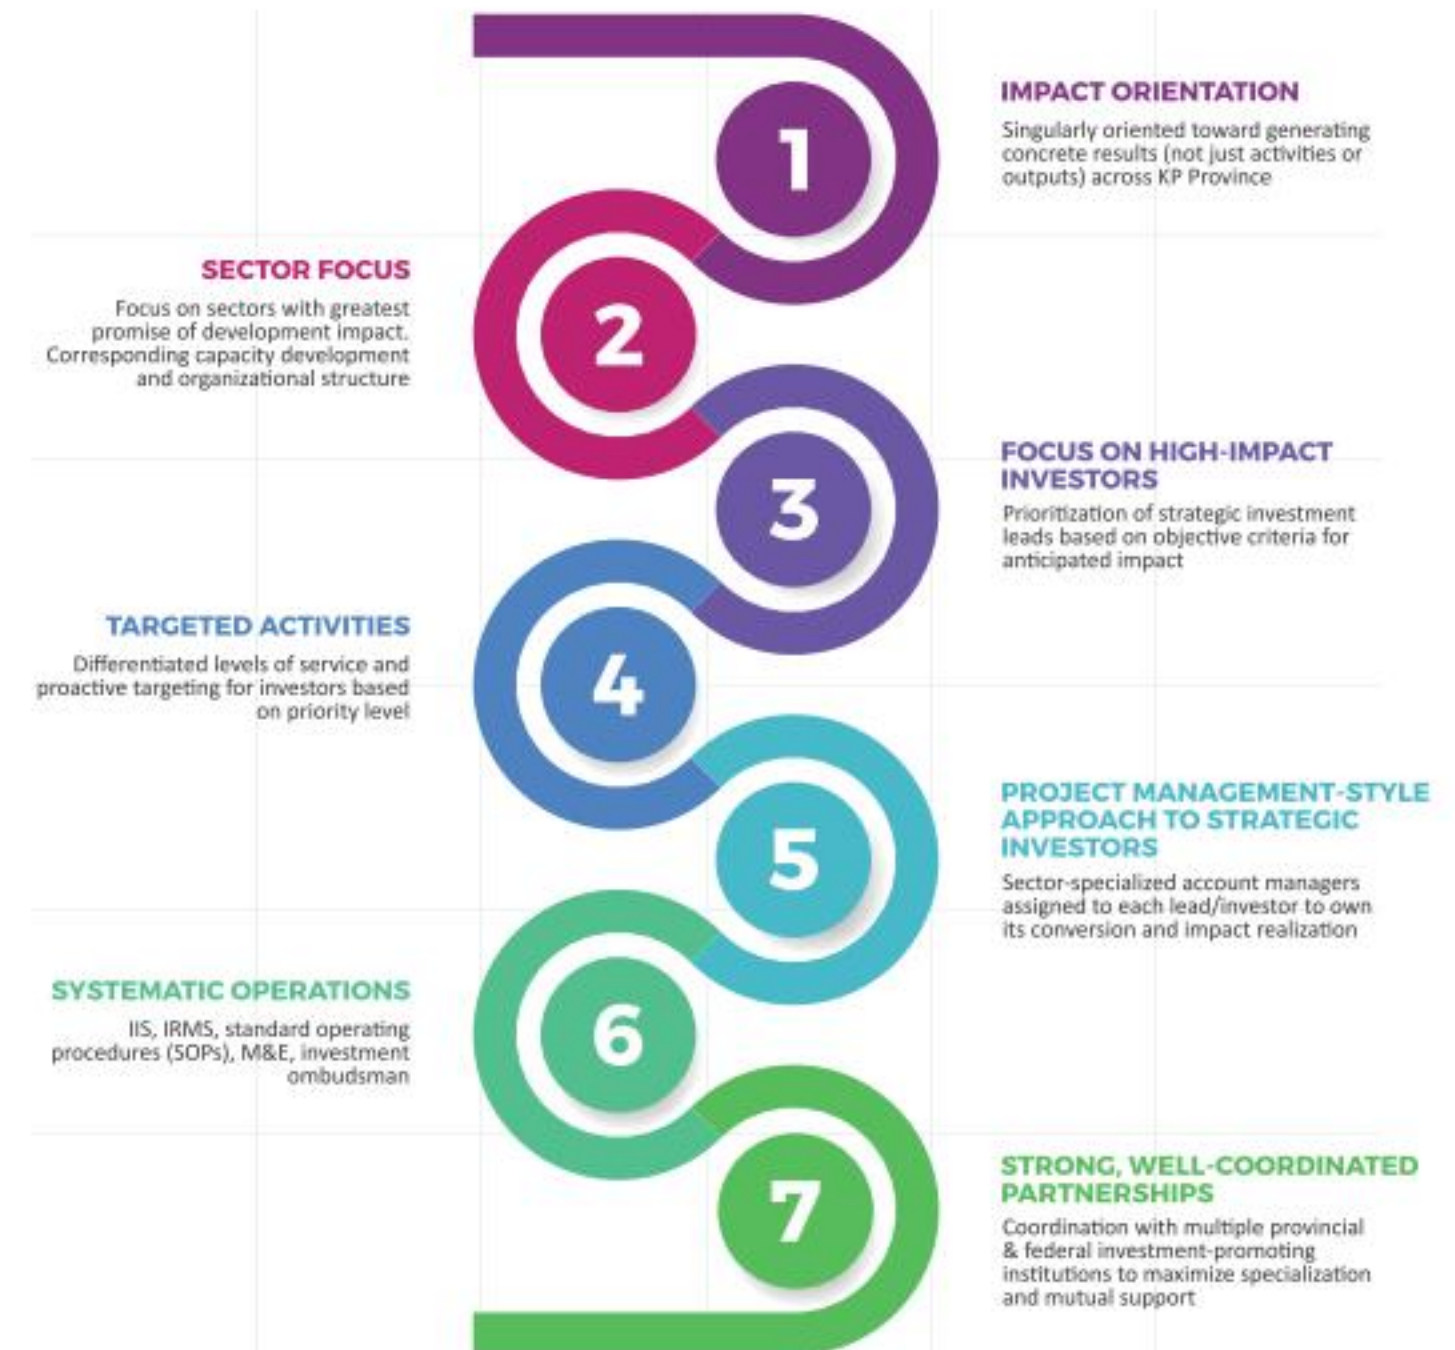 1
IMPACT ORIENTATION
Singularly oriented toward generating
concrete results (not just activities or
outputs) across KP Province
SECTOR FOCUS
Focus on sectors with greatest
promise of development impact.
Corresponding capacity development
and organizational structure
2
3
FOCUS ON HIGH-IMPACT
INVESTORS
Prioritization of strategic investment
leads based on objective criteria for
anticipated impact
TARGETED ACTIVITIES
Differentiated levels of service and
proactive targeting for investors based
on priority level
4
5
PROJECT MANAGEMENT-STYLE
APPROACH TO STRATEGIC
INVESTORS
Sector-specialized account managers
assigned to each lead/investor to own
its conversion and impact realization
SYSTEMATIC OPERATIONS
IIS, IRMS, standard operating
procedures (SOPs), M&E, investment
ombudsman
6
7
STRONG, WELL-COORDINATED
PARTNERSHIPS
Coordination with multiple provincial
& federal investment-promoting
institutions to maximize specialization
and mutual support